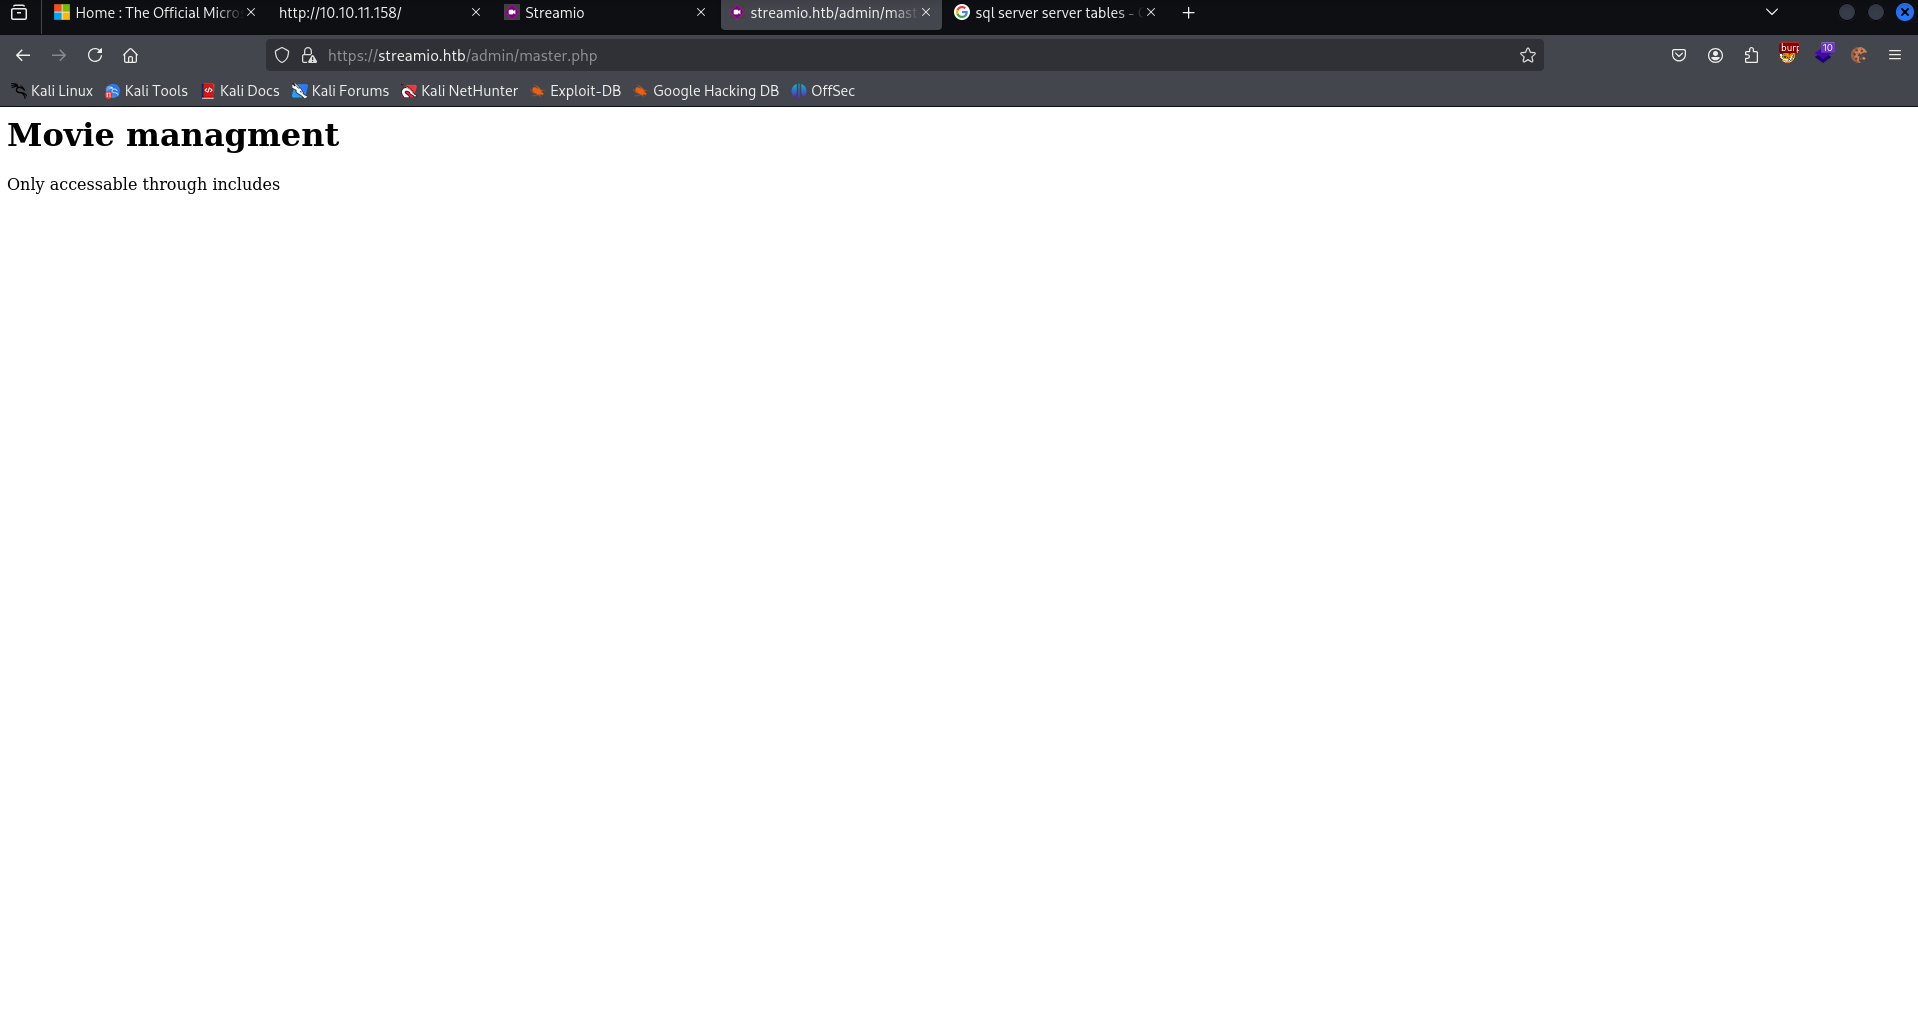 Home : The Official Micro
http://10.10.11.158/
Streamio
streamio.htb/admin/mast
sql server server tables -
https://streamio.htb/admin/master.php
burp
10
Kali Linux
Kali Tools
Kali Docs
Kali Forums
Kali NetHunter
Exploit-DB
Google Hacking DB
OffSec
Movie managment
Only accessable through includes